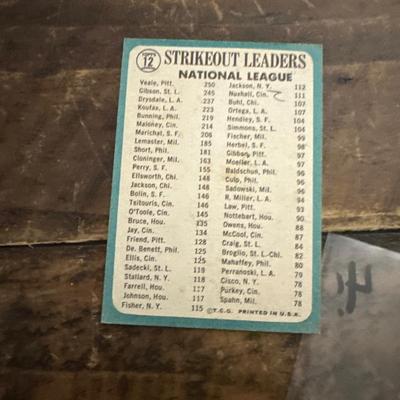 TOPPS 12
STRIKEOUT LEADERS
NATIONAL LEAGUE
Veale, Pitt. 250
Gibson, St. L. 245
Drysdale, L. A. 237
Koufax, L. A. 223
Bunning, Phil. 219
Maloney, Cin. 214
Marichal, S. F. 206
Lemaster, Mil. 185
Short, Phil. 181
Cloninger, Mil. 163
Perry, S. F. 155
Ellsworth, Chi. 148
Jackson, Chi. 148
Bolin, S. F. 146
Tsitouris, Cin. 146
O'Toole, Cin. 145
Bruce, Hou. 135
Jay, Cin. 134
Friend, Pitt. 128
De. Benett, Phil. 125
Ellis, Cin. 125
Sadecki, St. L. 119
Stallard, N. Y. 118
Farrell, Hou. 117
Johnson, Hou. 117
Fisher, N. Y. 115
Jackson, N. Y. 112
Nuxhall, Cin. 111
Buhl, Chi. 107
Ortega, L. A. 107
Hendley, S. F. 104
Simmons, St. L. 104
Fischer, Mil. 99
Herbel, S. F. 98
Gibbon, Pitt. 97
Moeller, L. A. 97
Baldschun, Phil. 96
Culp, Phil. 96
Sadowski, Mil. 96
R. Miller, L. A. 94
Law, Pitt. 93
Nottebart, Hou. 90
Owens, Hou. 88
McCool, Cin. 87
Craig, St. L. 84
Broglio, St. L.-Chi. 82
Mahaffey, Phil. 80
Perranoski, L. A. 79
Cisco, N. Y. 78
Purkey, Cin. 78
Spahn, Mil. 78
©T.C.G. PRINTED IN U.S.A.